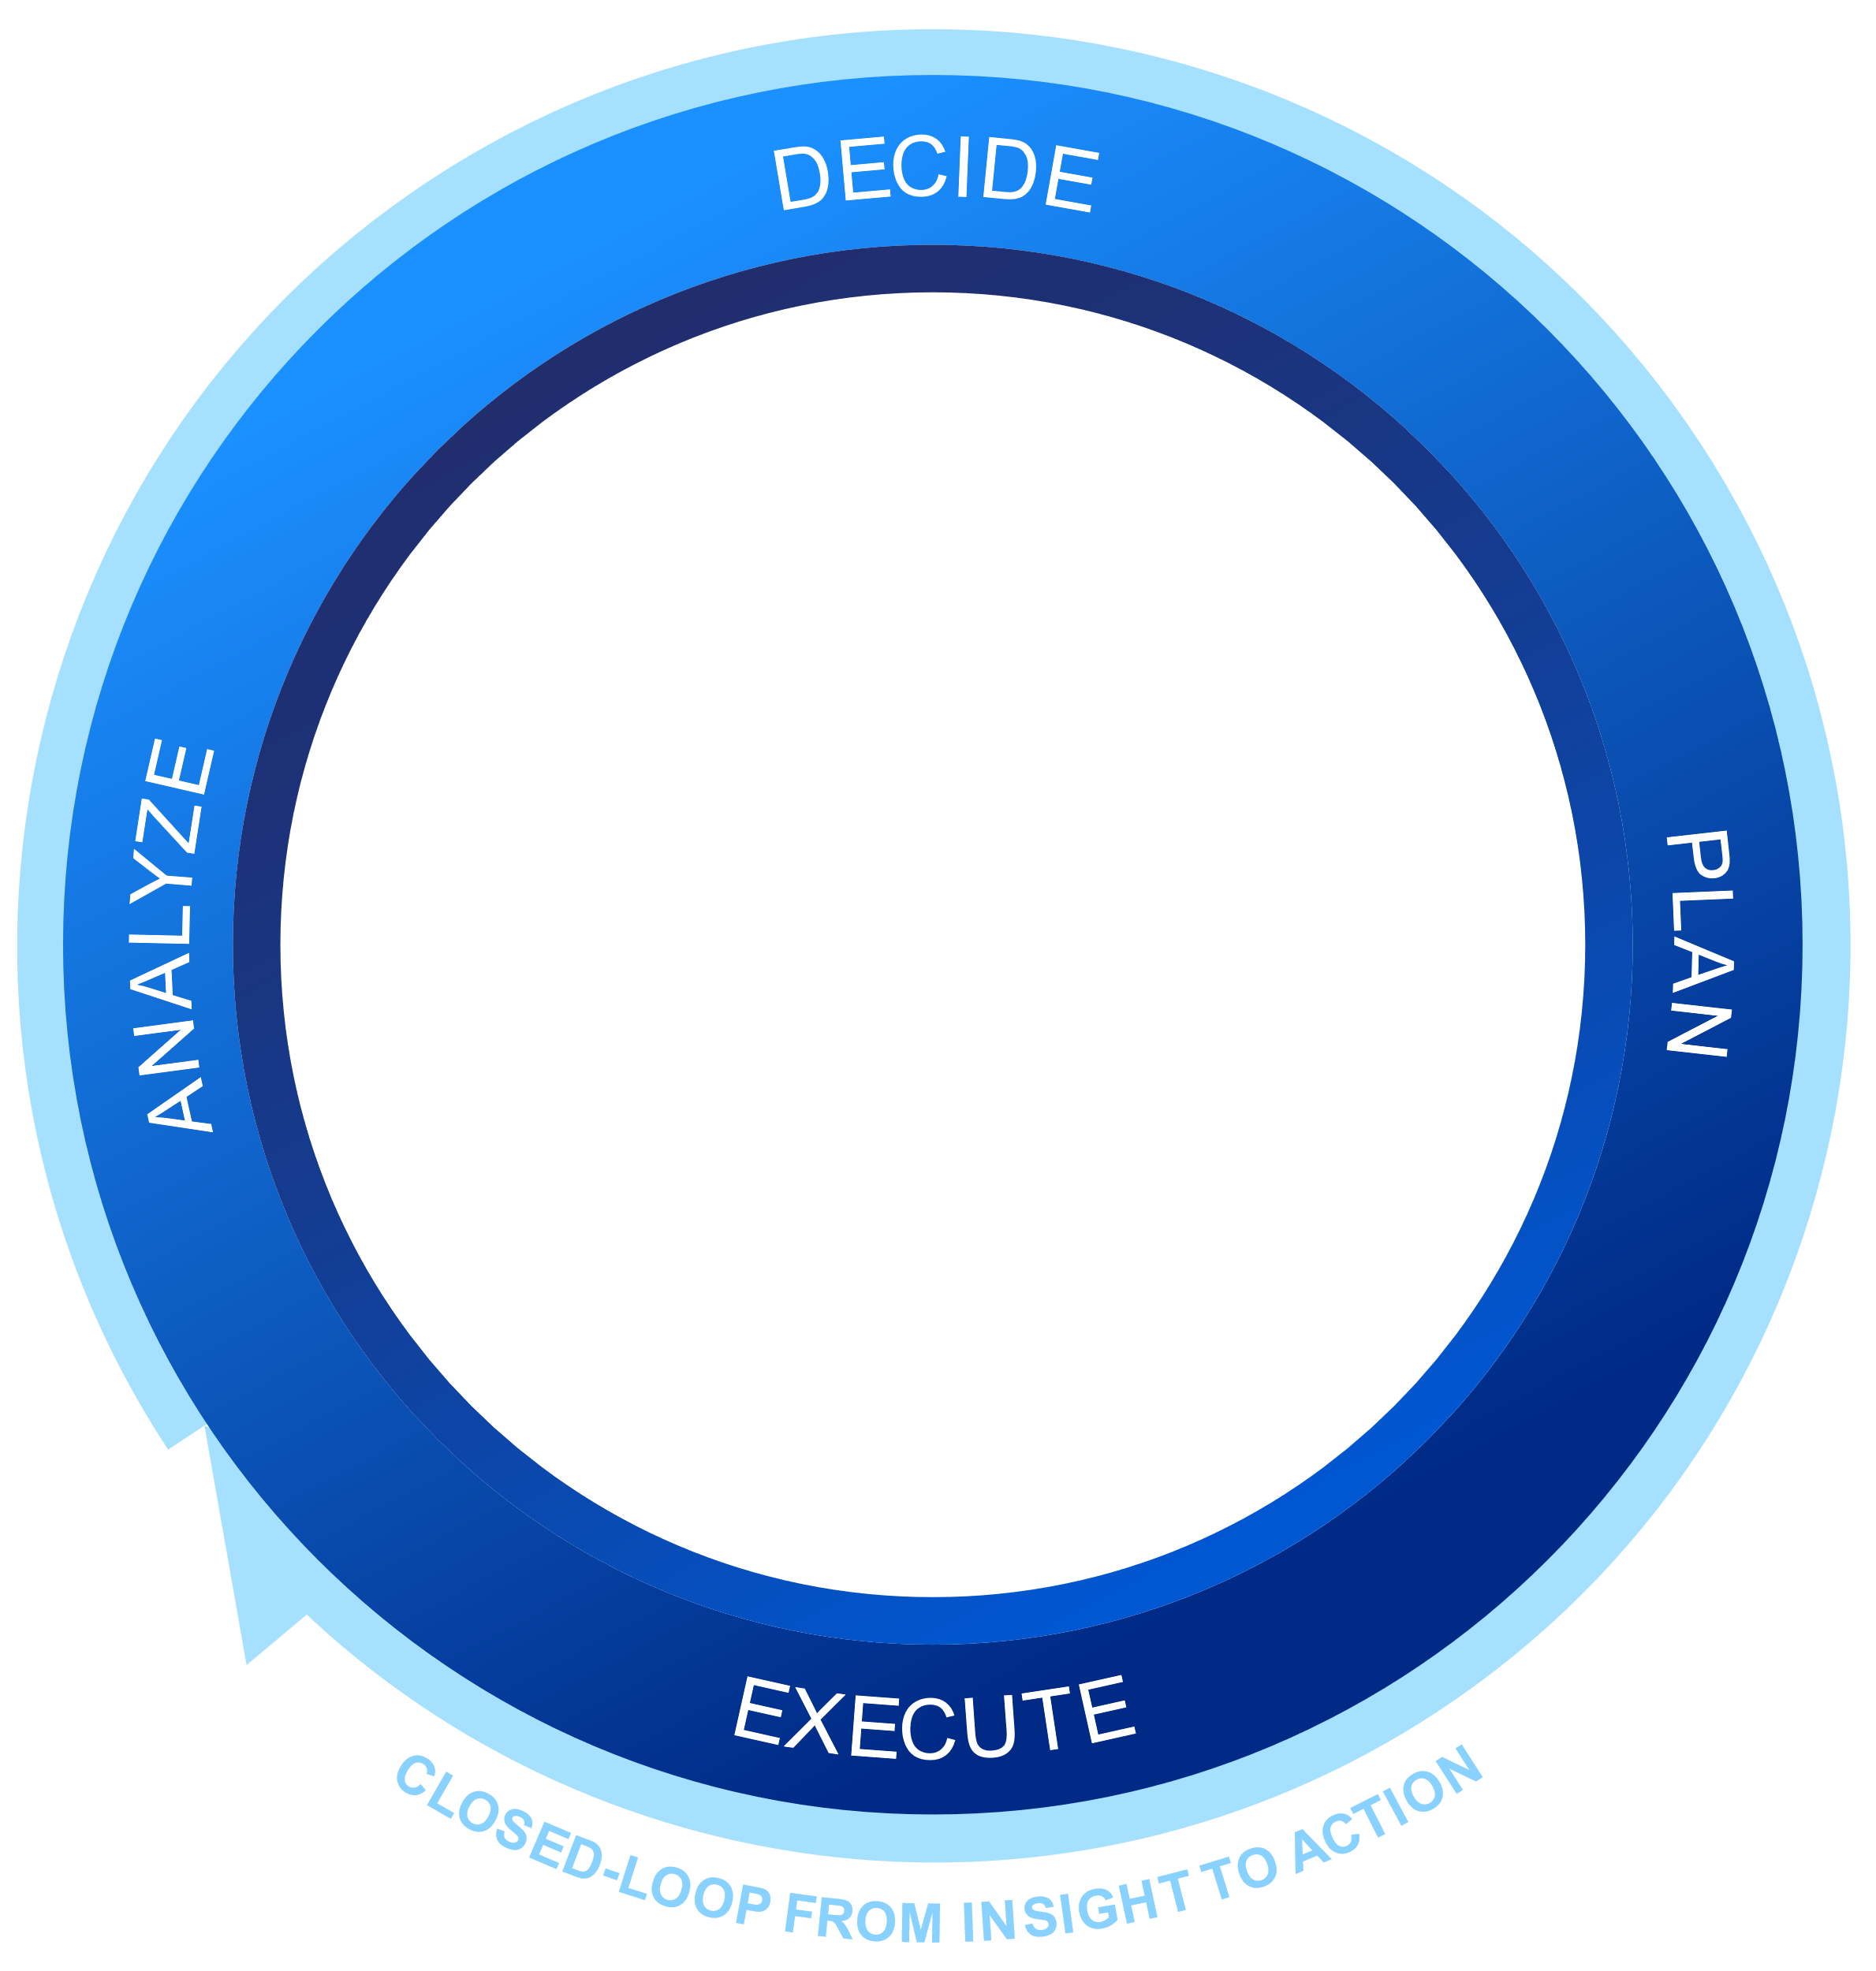 DECIDE
ANALYZE
PLAN
EXECUTE
CLOSED-LOOP FROM INSIGHT TO ACTION